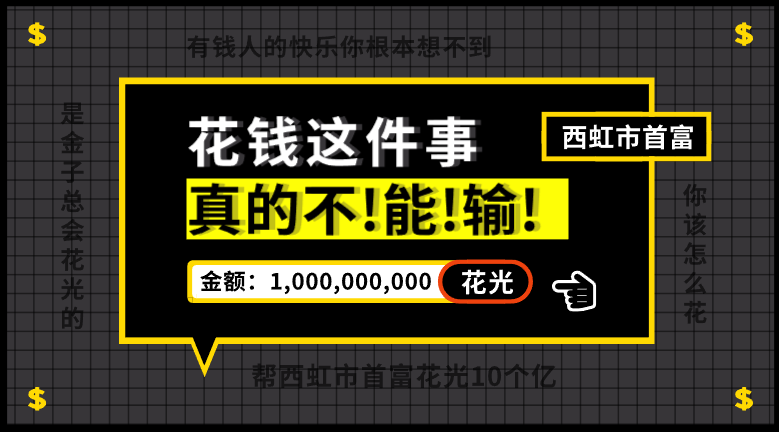 $
$
有钱人的快乐你根本想不到
是金子总会花光的
花钱这件事
西虹市首富
真的不!能!输!
你该怎么花
金额：1,000,000,000
花光
帮西虹市首富花光10个亿
$
$